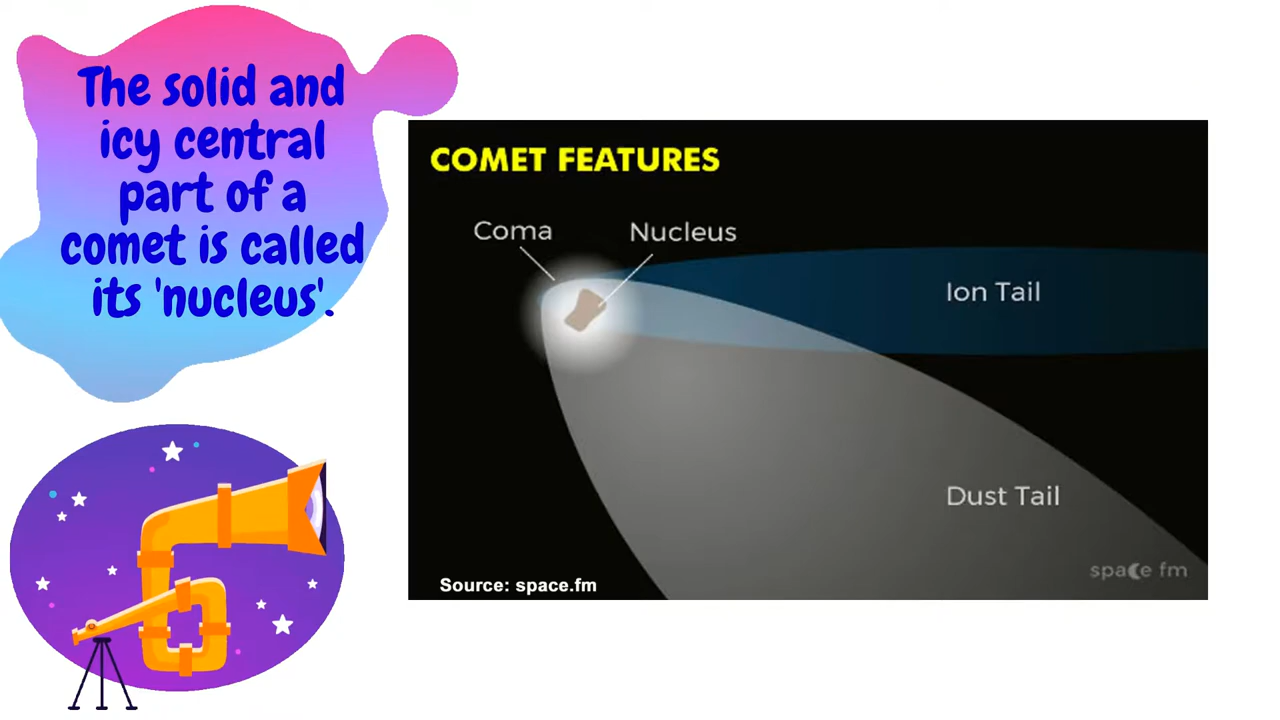 The solid and
icy central
part of a
comet is called
its 'nucleus'.
COMET FEATURES
Coma
Nucleus
Ion Tail
Dust Tail
space fm
Source: space.fm